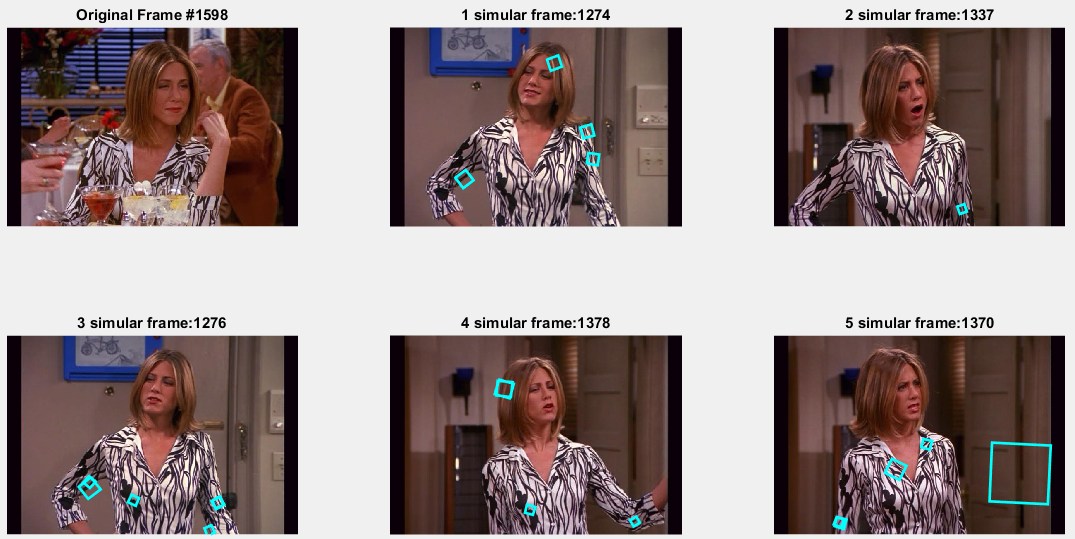 Original Frame #1598
1 simular frame:1274
2 simular frame:1337
3 simular frame:1276
4 simular frame:1378
5 simular frame:1370